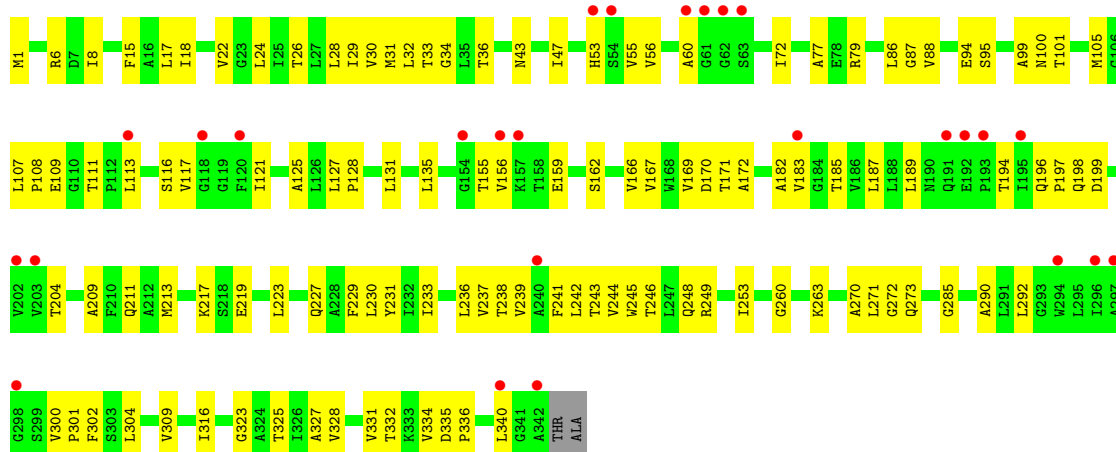 M1 R6 D7 I8 F15 A16 L17 I18 V22 G23 L24 I25 T26 L27 L28 I29 V30 M31 L32 T33 G34 L35 T36 N43 I47 H53 S54 V55 V56 A60 G61 G62 S63 I72 A77 E78 R79 L86 G87 V88 E94 S95 A99 N100 T101 M105 G106
L107 P108 E109 G110 T111 P112 L113 S116 V117 G118 G119 F120 I121 A125 L126 L127 P128 L131 L135 G154 T155 V156 K157 T158 E159 S162 V166 V167 W168 V169 D170 T171 A172 A182 V183 G184 T185 V186 L187 L188 L189 N190 Q191 E192 P193 T194 I195 Q196 P197 Q198 D199
V202 V203 T204 A209 F210 Q211 A212 M213 K217 S218 E219 L223 Q227 A228 F229 L230 Y231 I232 I233 L236 V237 T238 V239 A240 F241 L242 T243 V244 W245 T246 L247 Q248 R249 I253 G260 K263 A270 L271 G272 Q273 G285 A290 L291 L292 G293 W294 L295 I296 A297
G298 S299 V300 P301 F302 S303 L304 V309 I316 G323 A324 T325 I326 A327 V328 V331 T332 K333 V334 D335 P336 L340 G341 A342 THR ALA